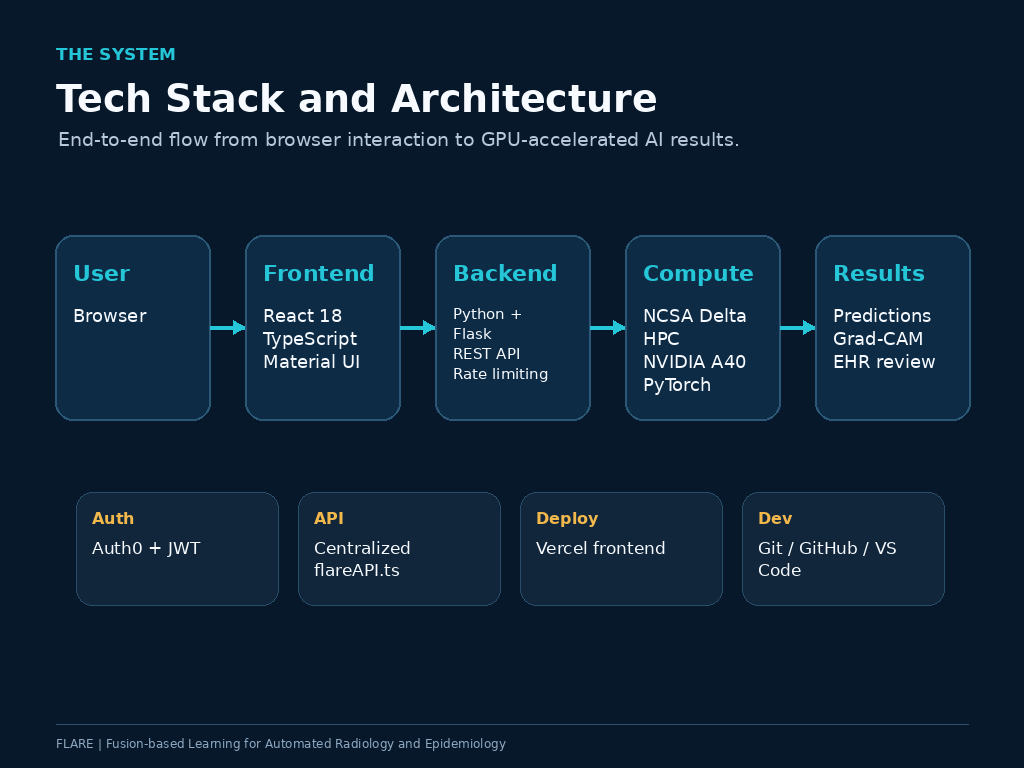 THE SYSTEM
Tech Stack and Architecture
End-to-end flow from browser interaction to GPU-accelerated AI results.
User
Browser
Frontend
React 18
TypeScript
Material UI
Backend
Python +
Flask
REST API
Rate limiting
Compute
NCSA Delta
HPC
NVIDIA A40
PyTorch
Results
Predictions
Grad-CAM
EHR review
Auth
Auth0 + JWT
API
Centralized
flareAPI.ts
Deploy
Vercel frontend
Dev
Git / GitHub / VS
Code
FLARE | Fusion-based Learning for Automated Radiology and Epidemiology